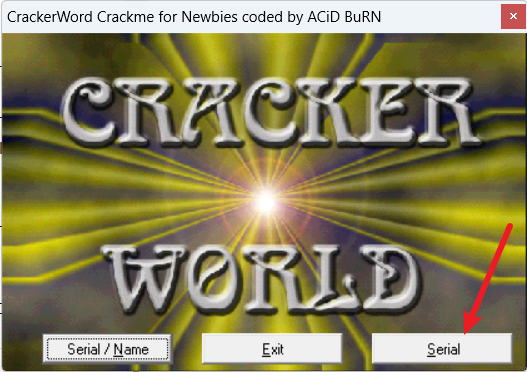 CrackerWord Crackme for Newbies coded by ACiD BuRN
CRACKER
WORLD
Serial / Name
Exit
Serial